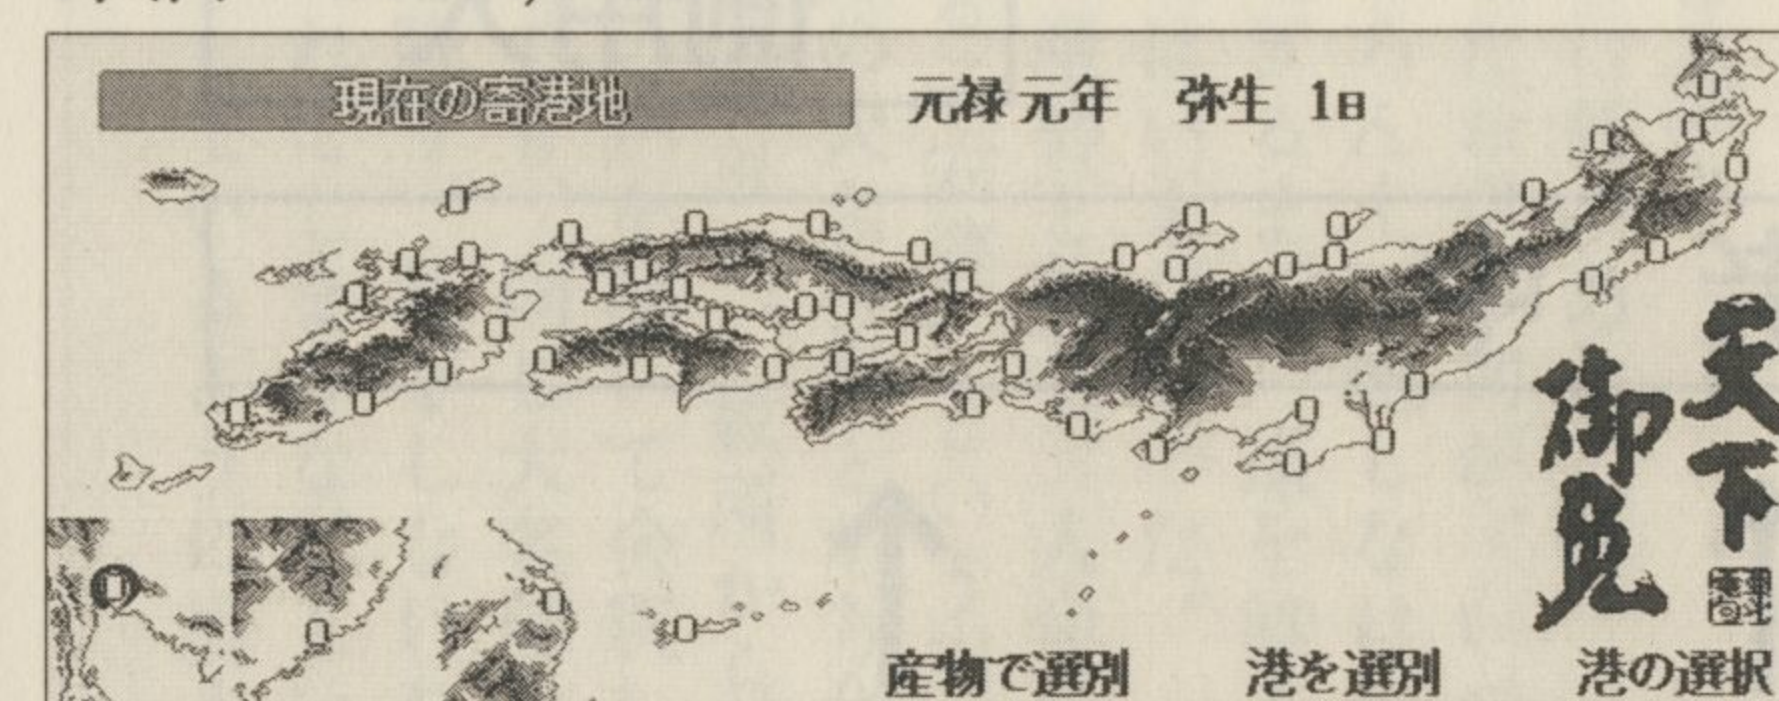 現在の寄港地
元禄元年 弥生 1日
天下
御免
産物で選別 港を選別 港の選択